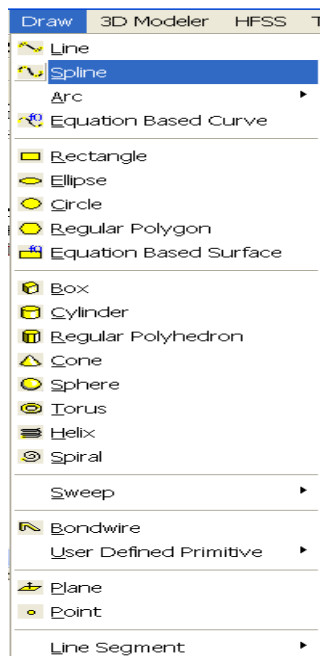 Draw 3D Modeler HFSS T
Line
Spline
Arc
Equation Based Curve
Rectangle
Ellipse
Circle
Regular Polygon
Equation Based Surface
Box
Cylinder
Regular Polyhedron
Cone
Sphere
Torus
Helix
Spiral
Sweep
Bondwire
User Defined Primitive
Plane
Point
Line Segment